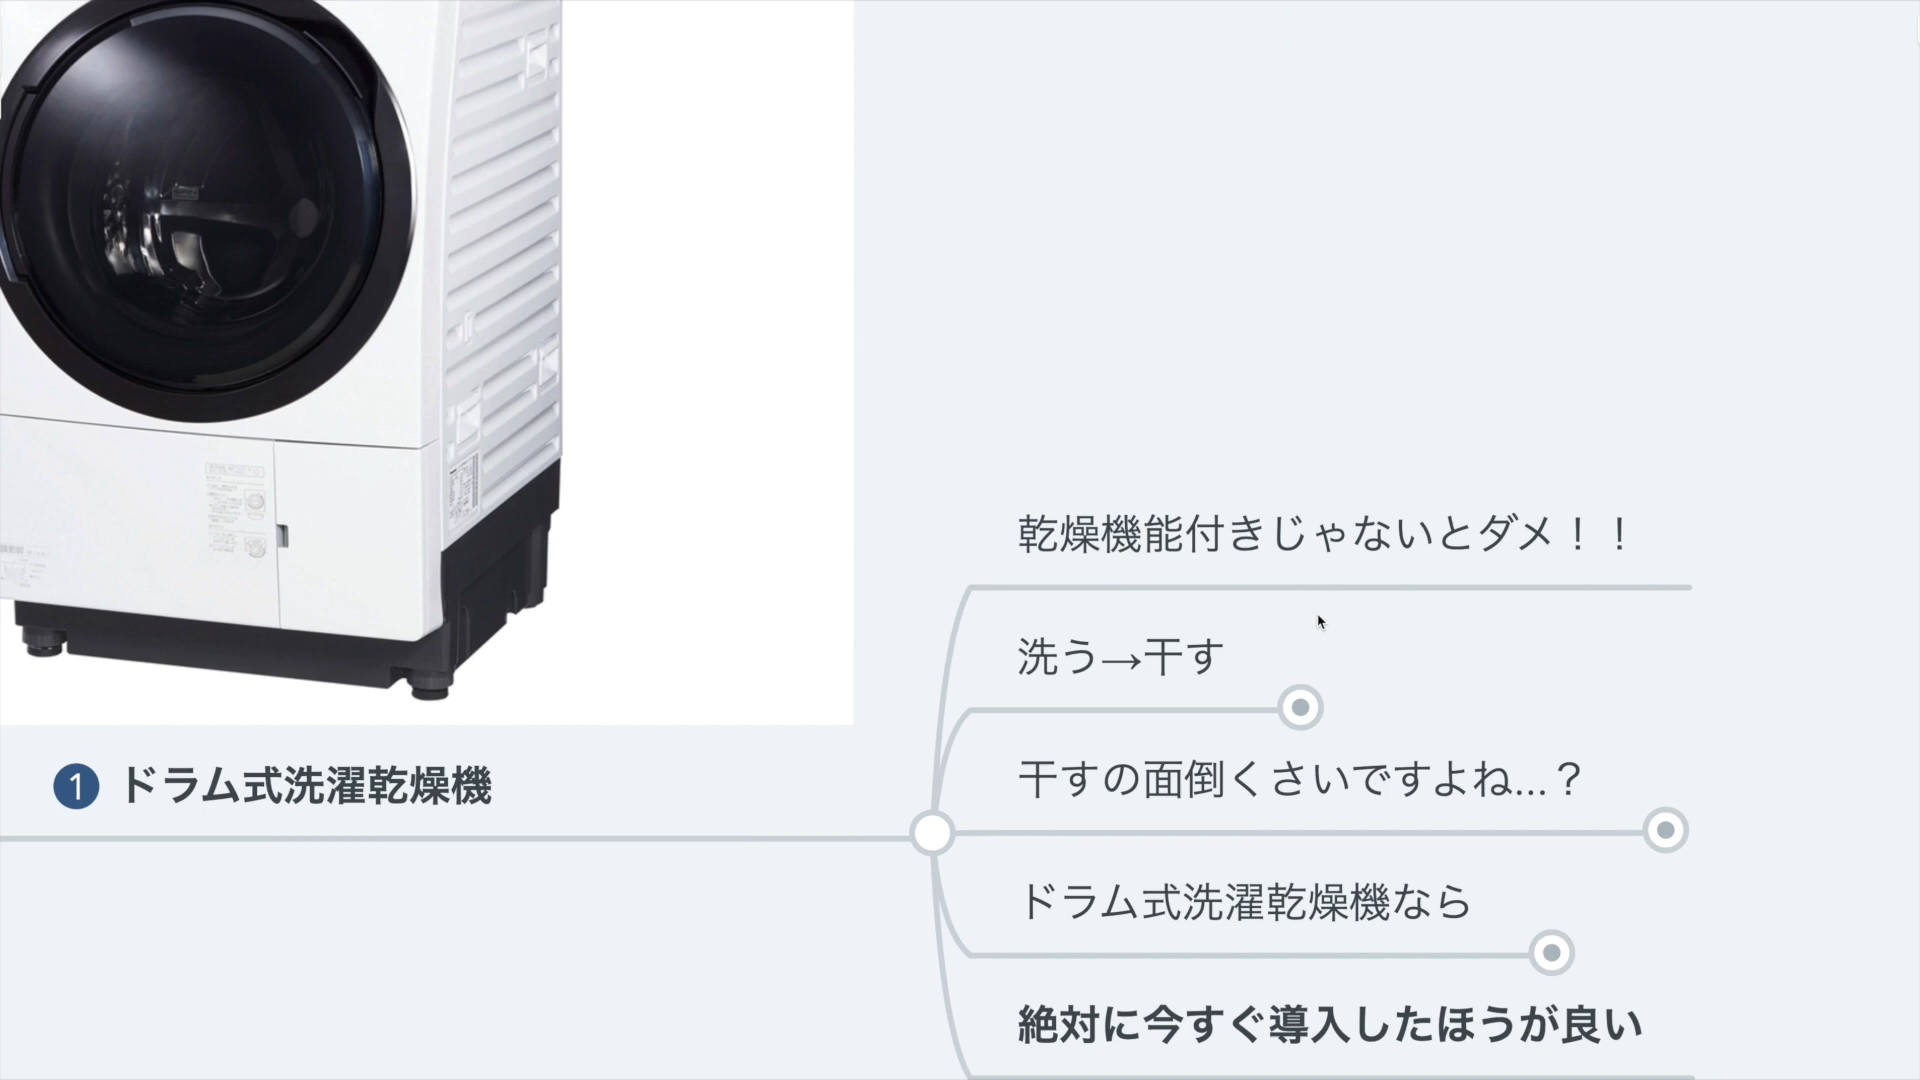 乾燥機能付きじゃないとダメ！！
洗う→干す
① ドラム式洗濯乾燥機
干すの面倒くさいですよね...？
ドラム式洗濯乾燥機なら
絶対に今すぐ導入したほうが良い